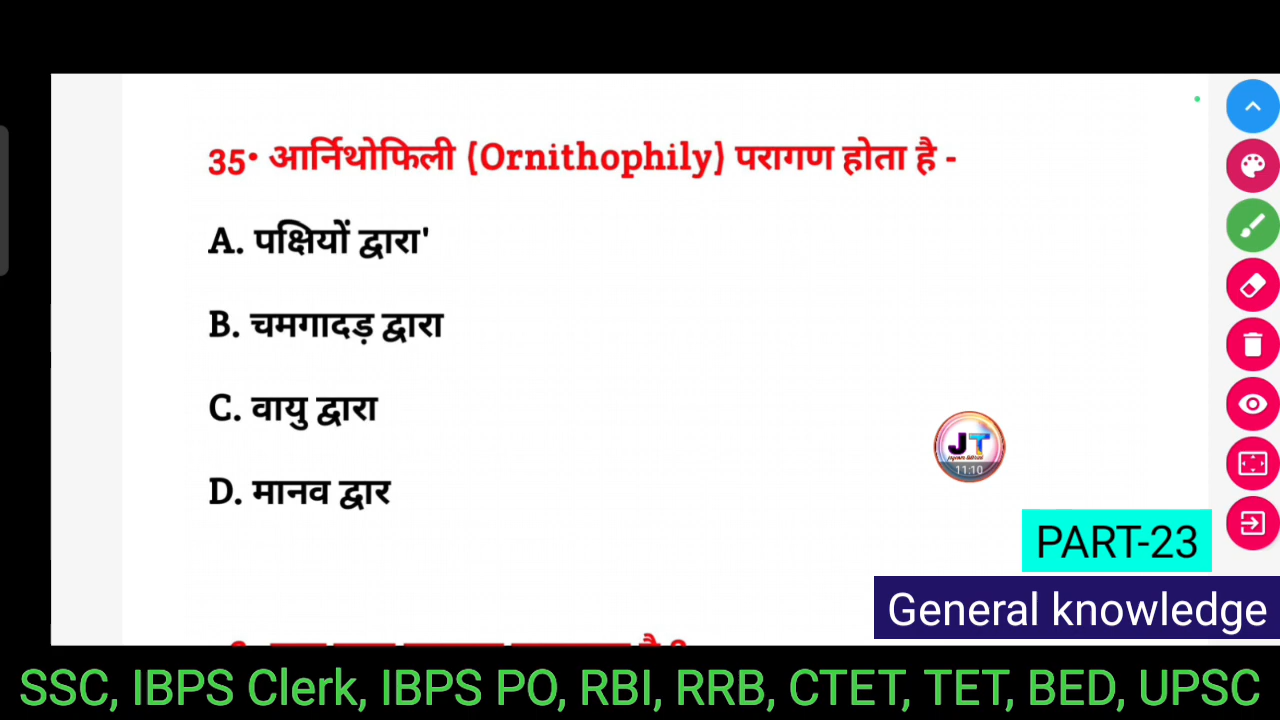 35• आर्निथोफिली (Ornithophily) परागण होता है -
A. पक्षियों द्वारा'
B. चमगादड़ द्वारा
C. वायु द्वारा
D. मानव द्वार
JT
11:10
PART-23
General knowledge
SSC, IBPS Clerk, IBPS PO, RBI, RRB, CTET, TET, BED, UPSC